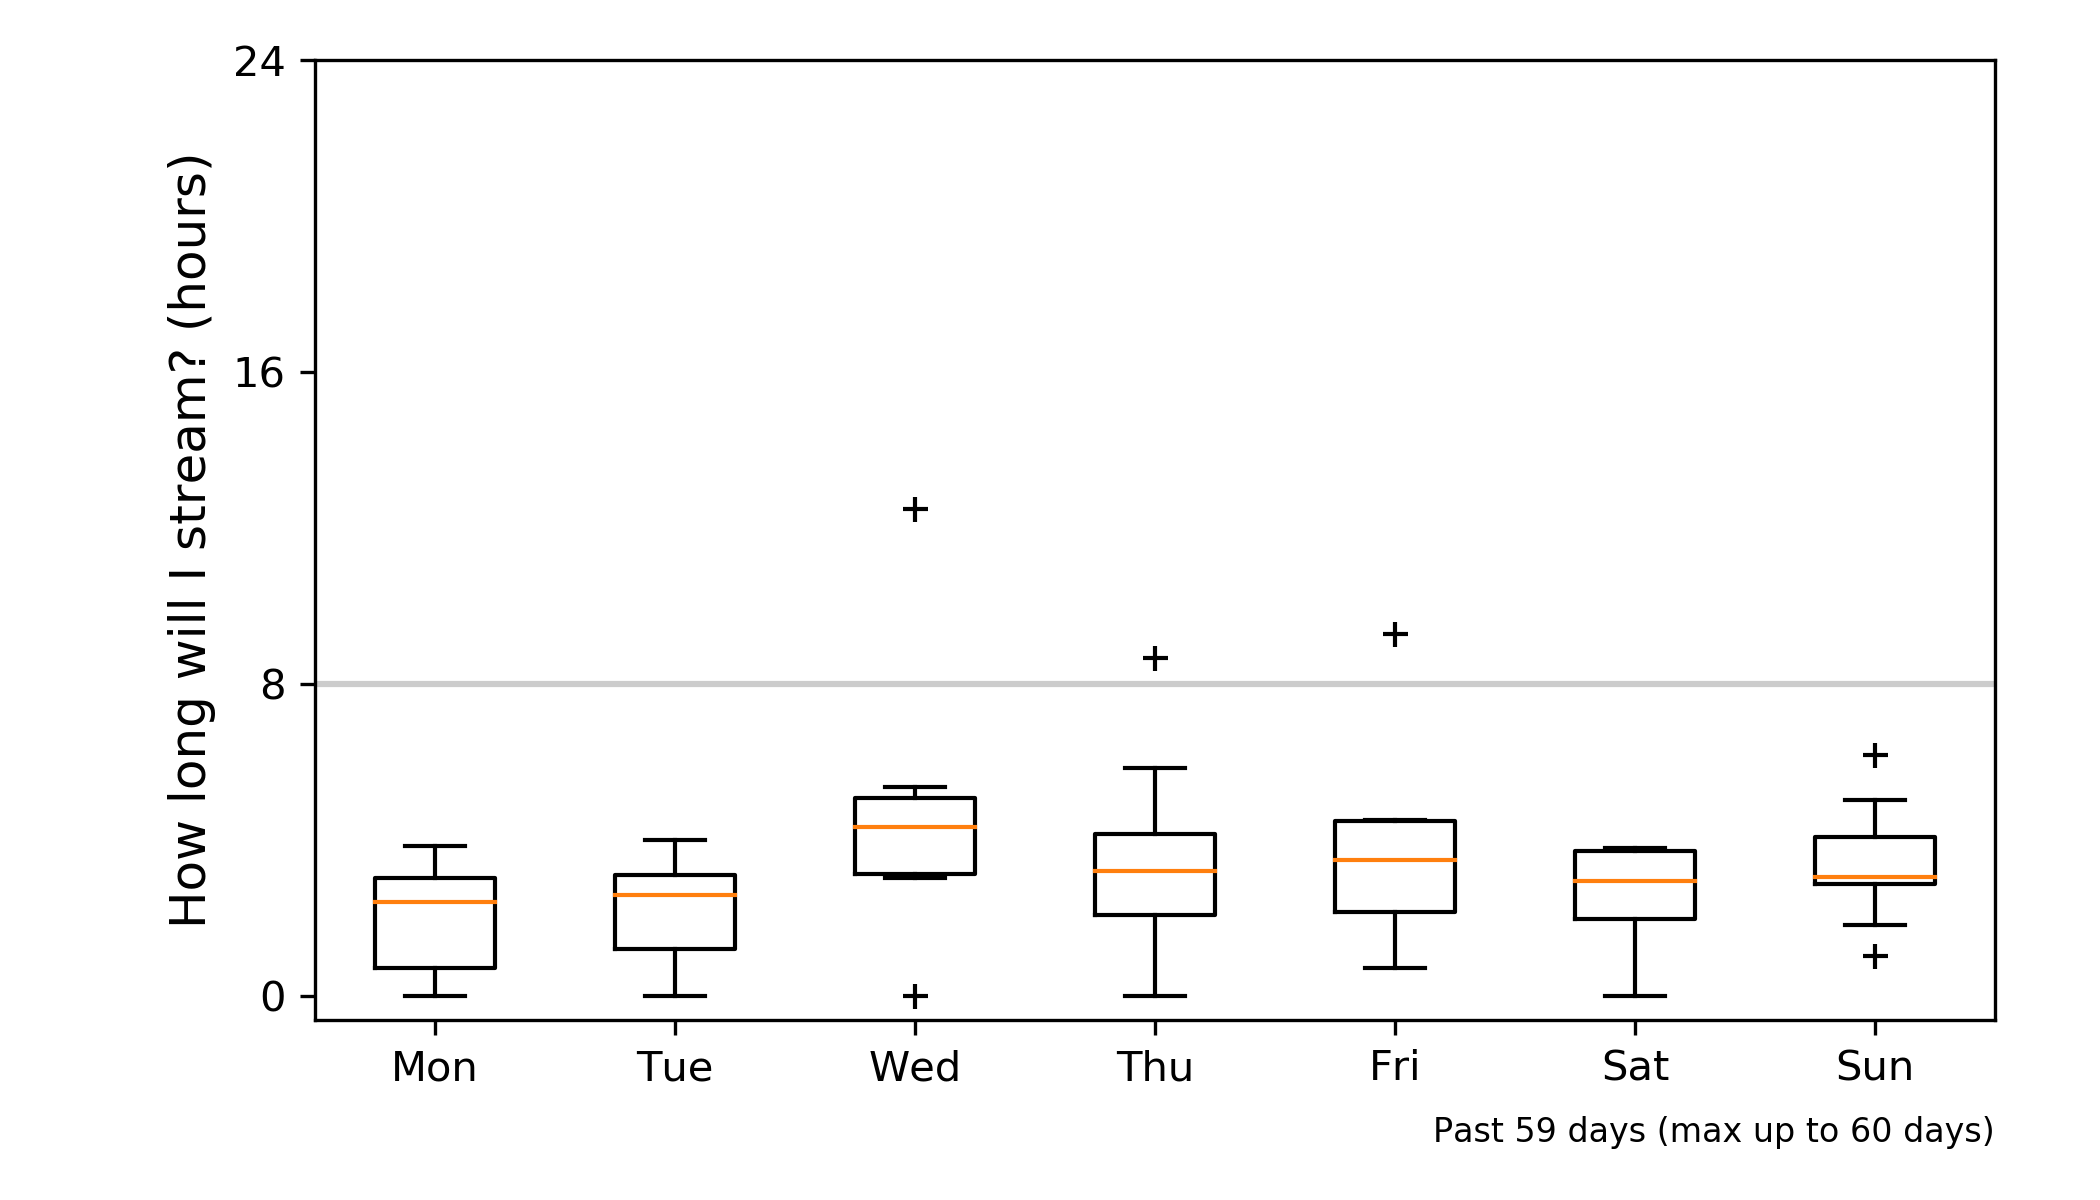 How long will I stream? (hours)
24
16
8
0
Mon Tue Wed Thu Fri Sat Sun
Past 59 days (max up to 60 days)